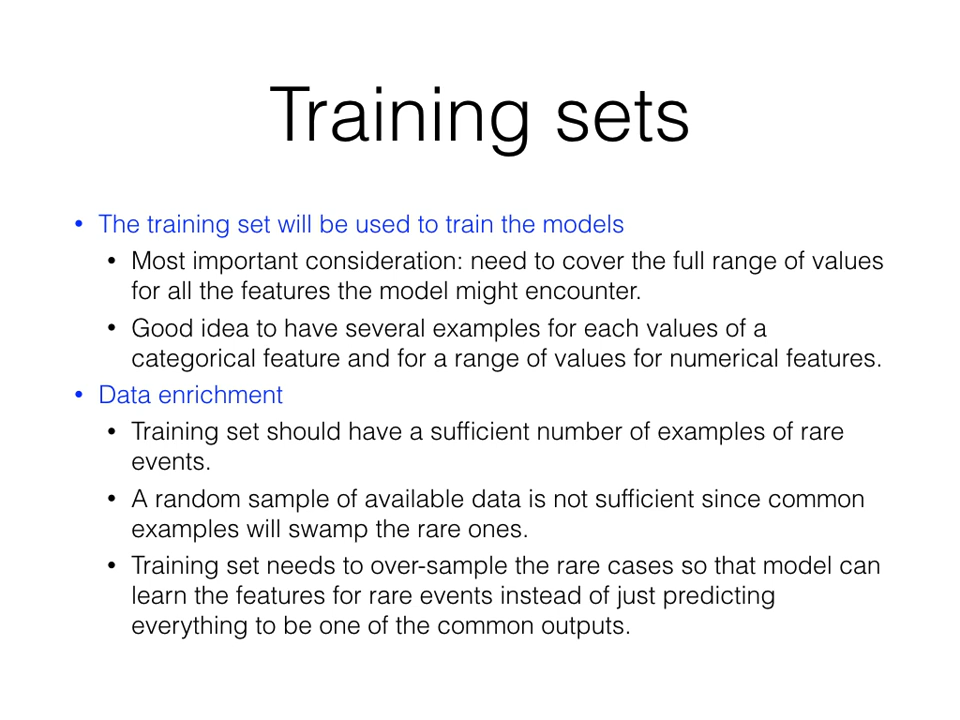 Training sets
• The training set will be used to train the models
• Most important consideration: need to cover the full range of values
for all the features the model might encounter.
• Good idea to have several examples for each values of a
categorical feature and for a range of values for numerical features.
• Data enrichment
• Training set should have a sufficient number of examples of rare
events.
• A random sample of available data is not sufficient since common
examples will swamp the rare ones.
• Training set needs to over-sample the rare cases so that model can
learn the features for rare events instead of just predicting
everything to be one of the common outputs.